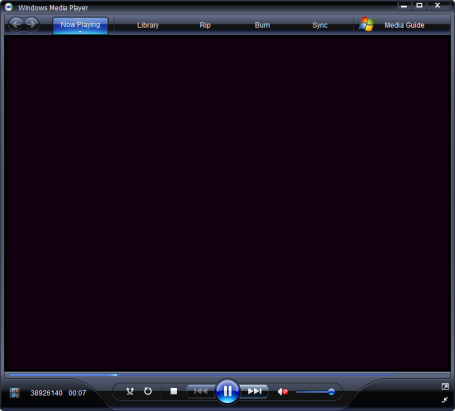 Windows Media Player
Now Playing Library Rip Burn Sync Media Guide
38926140 00:07